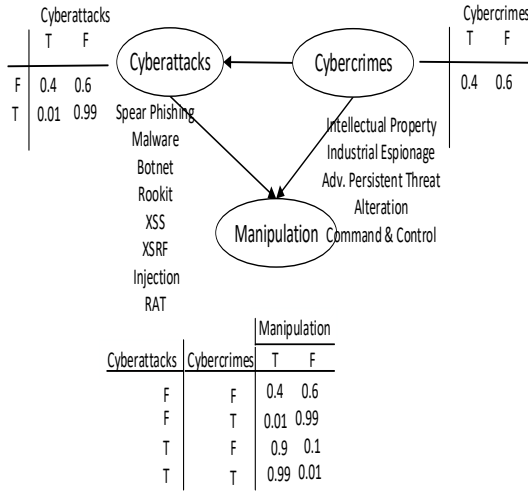 Cyberattacks
T F
F 0.4 0.6
T 0.01 0.99
Cyberattacks
Cybercrimes
Cybercrimes
T F
0.4 0.6
Spear Phishing
Malware
Botnet
Rookit
XSS
XSRF
Injection
RAT
Intellectual Property
Industrial Espionage
Adv. Persistent Threat
Alteration
Command & Control
Manipulation
Manipulation
Cyberattacks Cybercrimes T F
F F 0.4 0.6
F T 0.01 0.99
T F 0.9 0.1
T T 0.99 0.01